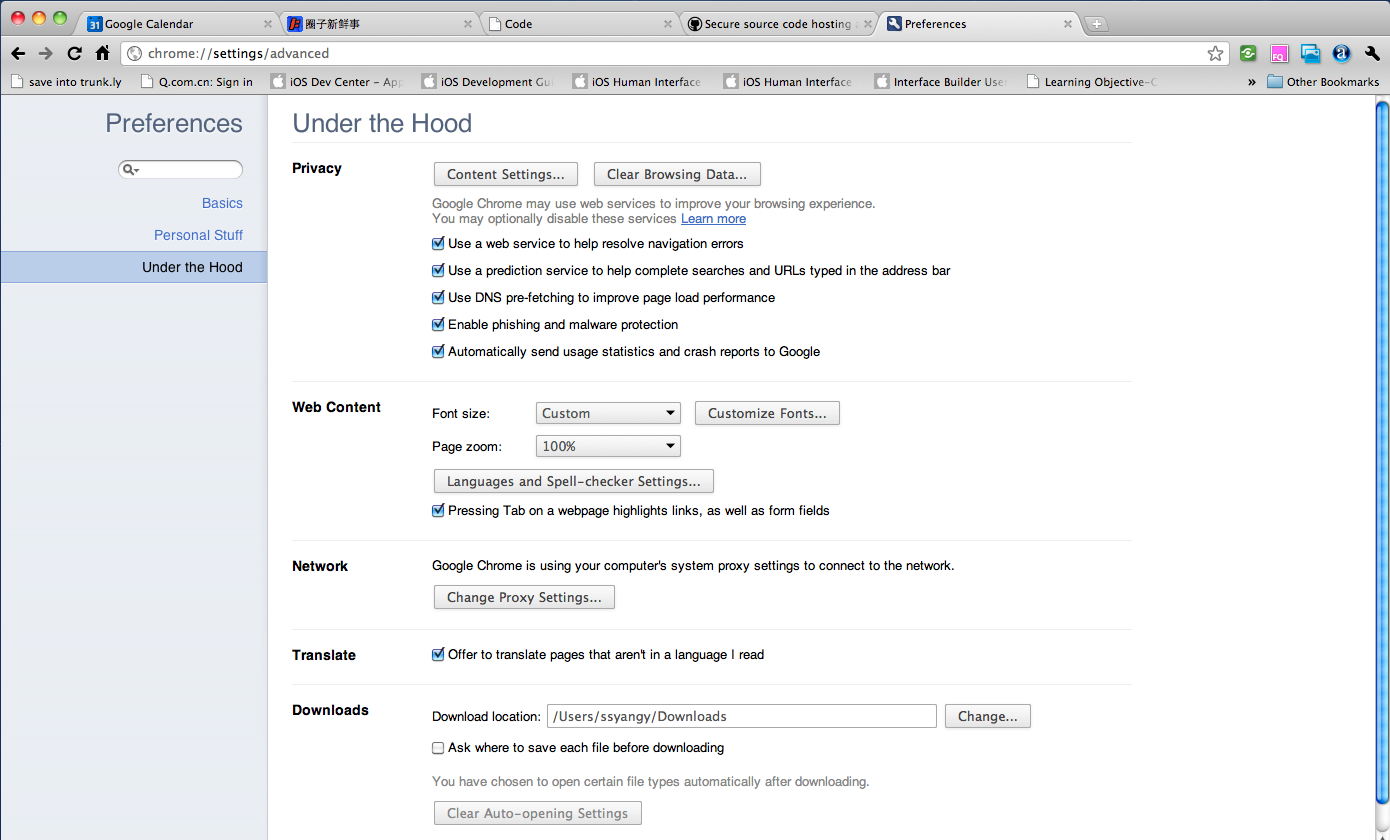 Google Calendar
圈子新鲜事
Code
Secure source code hosting a
Preferences
chrome://settings/advanced
save into trunk.ly
Q.com.cn: Sign in
iOS Dev Center – App
iOS Development Gui
iOS Human Interface
iOS Human Interface
Interface Builder User
Learning Objective-C
»
Other Bookmarks
Preferences
Basics
Personal Stuff
Under the Hood
Under the Hood
Privacy
Content Settings...
Clear Browsing Data...
Google Chrome may use web services to improve your browsing experience.
You may optionally disable these services Learn more
Use a web service to help resolve navigation errors
Use a prediction service to help complete searches and URLs typed in the address bar
Use DNS pre-fetching to improve page load performance
Enable phishing and malware protection
Automatically send usage statistics and crash reports to Google
Web Content
Font size:
Custom
Customize Fonts...
Page zoom:
100%
Languages and Spell-checker Settings...
Pressing Tab on a webpage highlights links, as well as form fields
Network
Google Chrome is using your computer's system proxy settings to connect to the network.
Change Proxy Settings...
Translate
Offer to translate pages that aren't in a language I read
Downloads
Download location:
/Users/ssyangy/Downloads
Change...
Ask where to save each file before downloading
You have chosen to open certain file types automatically after downloading.
Clear Auto-opening Settings